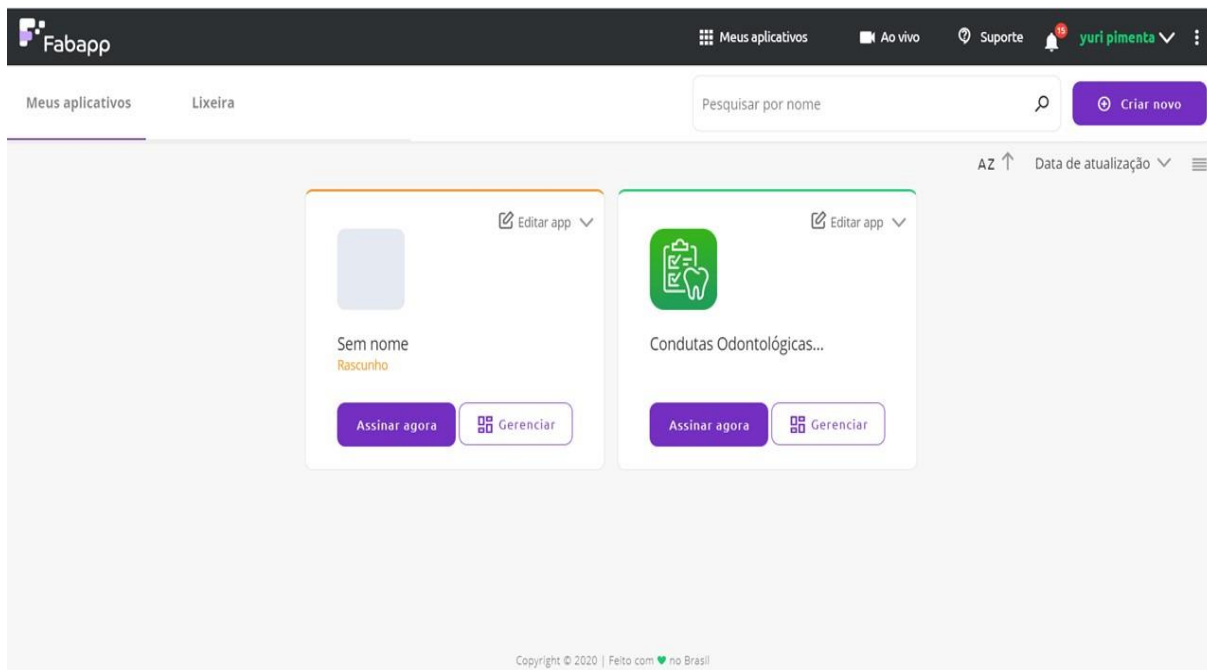 Fabapp
Meus aplicativos
Ao vivo
Suporte
15
yuri pimenta
Meus aplicativos
Lixeira
Pesquisar por nome
Criar novo
AZ
Data de atualização
Editar app
Sem nome
Rascunho
Assinar agora
Gerenciar
Editar app
Condutas Odontológicas...
Assinar agora
Gerenciar
Copyright © 2020 | Feito com 💚 no Brasil